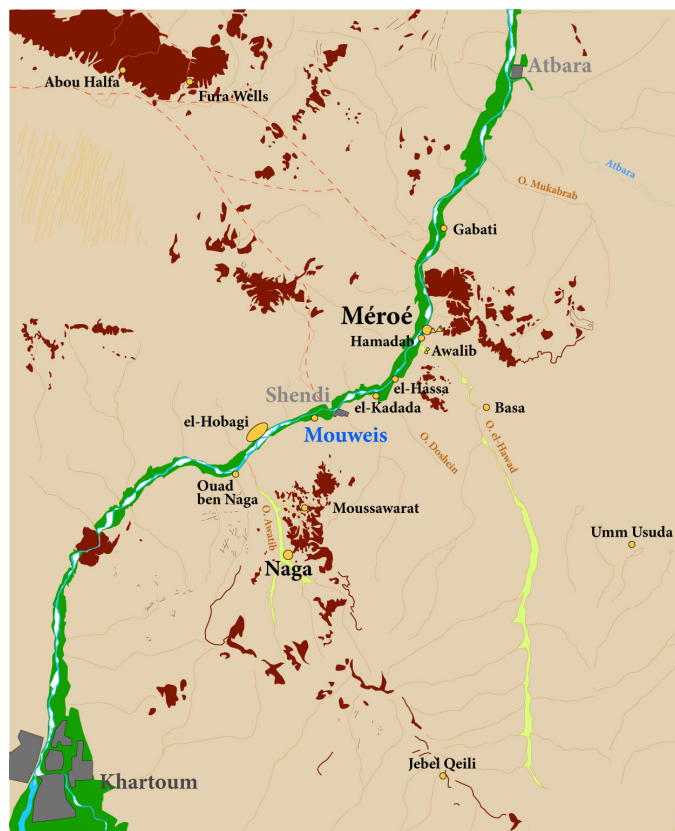 Atbara
Abou Halfa
Fura Wells
Atbara
O. Mukabrab
Gabati
Méroé
Hamadab
Awalib
el-Hassa
Shendi
el-Kadada
Basa
el-Hobagi
Mouweis
O. el-Hawad
O. Doshein
Ouad
ben Naga
Moussawarat
O. Awatib
Umm Usuda
Naga
Jebel Qeili
Khartoum